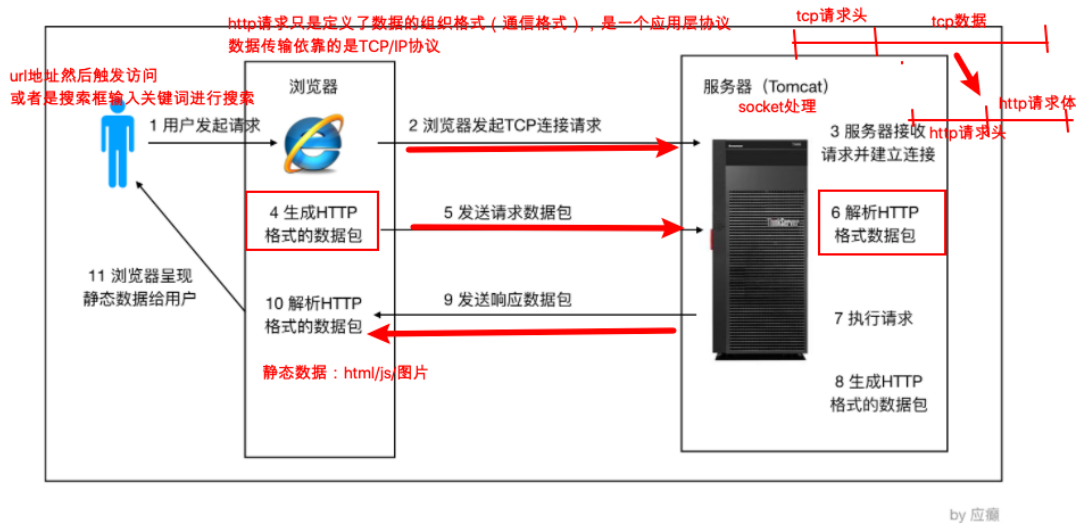 http请求只是定义了数据的组织格式（通信格式），是一个应用层协议
数据传输依靠的是TCP/IP协议
tcp请求头
tcp数据
url地址然后触发访问
或者是搜索框输入关键词进行搜索
浏览器
服务器（Tomcat）
socket处理
http请求体
http请求头
1 用户发起请求
2 浏览器发起TCP连接请求
3 服务器接收
请求并建立连接
4 生成HTTP
格式的数据包
5 发送请求数据包
6 解析HTTP
格式数据包
ThinkServer
11 浏览器呈现
静态数据给用户
10 解析HTTP
格式的数据包
9 发送响应数据包
7 执行请求
静态数据：html/js/图片
8 生成HTTP
格式的数据包
by 应癫